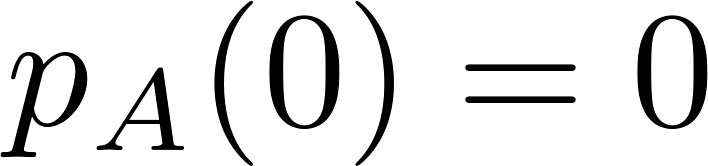 p_A(0) = 0